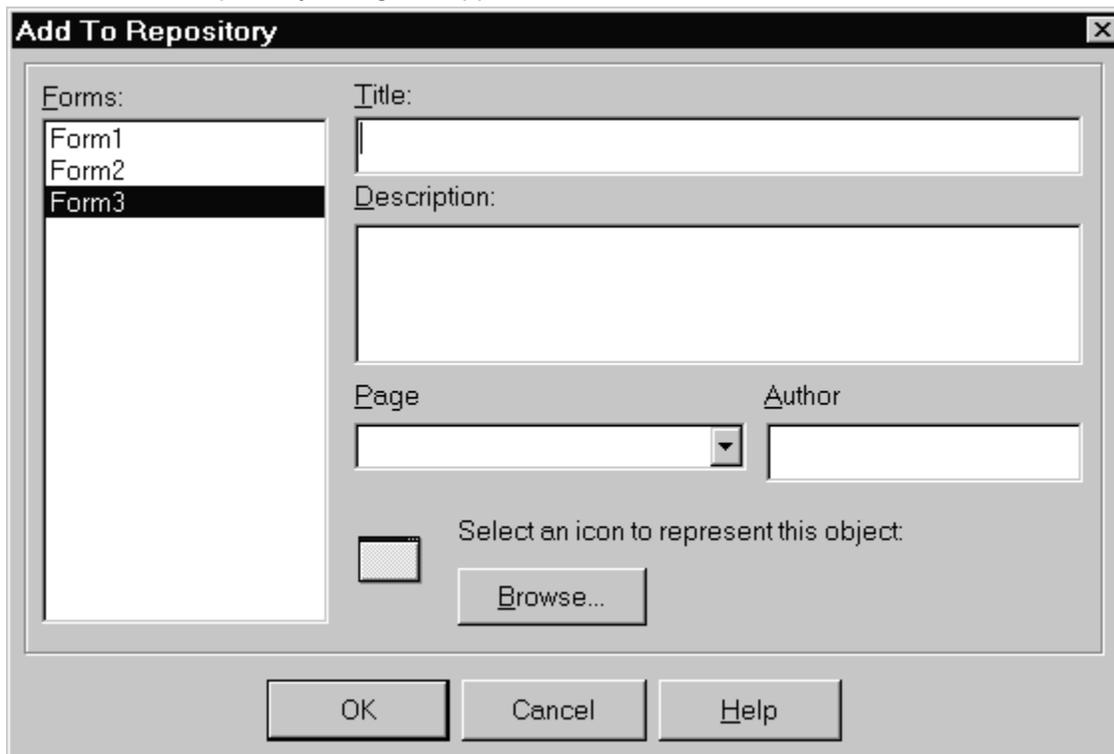 Add To Repository
Forms:
Form1
Form2
Form3
Title:
Description:
Page
Author
Select an icon to represent this object:
Browse...
OK
Cancel
Help